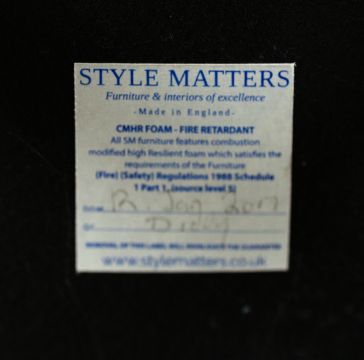 STYLE MATTERS
Furniture & interiors of excellence
-Made in England-
CMHR FOAM - FIRE RETARDANT
All SM furniture features combustion
modified high Resilient foam which satisfies the
requirements of the Furniture
(Fire) (Safety) Regulations 1988 Schedule
1 Part 1, (source level 5)
Jan 2017
REMOVAL OF THIS LABEL WILL INVALIDATE THE GUARANTEE
www.stylematters.co.uk